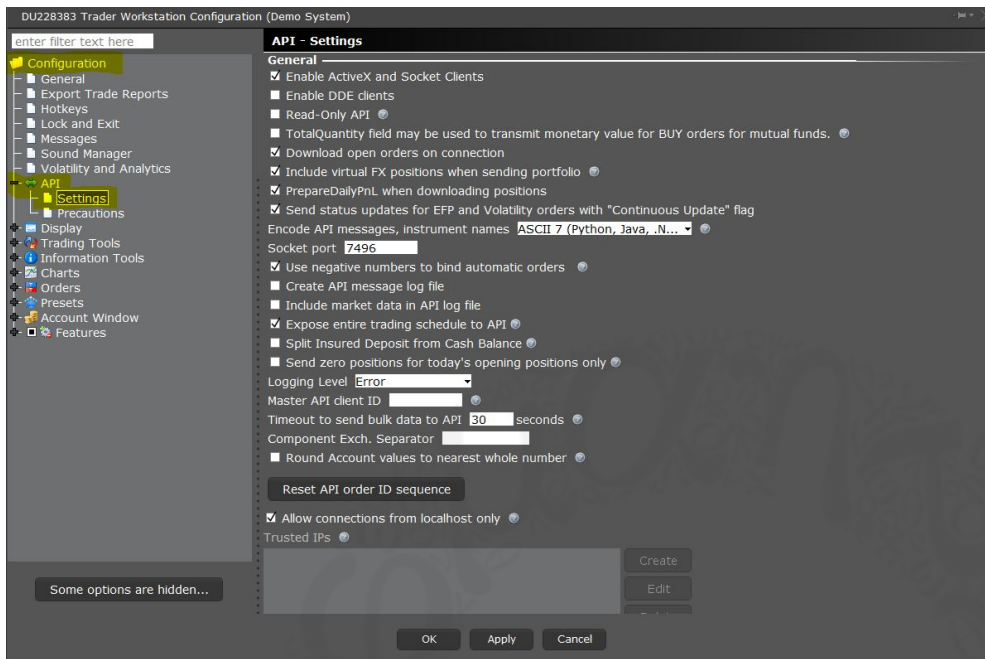 DU228383 Trader Workstation Configuration (Demo System)
enter filter text here
Configuration
General
Export Trade Reports
Hotkeys
Lock and Exit
Messages
Sound Manager
Volatility and Analytics
API
Settings
Precautions
Display
Trading Tools
Information Tools
Charts
Orders
Presets
Account Window
Features
Some options are hidden...
API - Settings
General
Enable ActiveX and Socket Clients
Enable DDE clients
Read-Only API
TotalQuantity field may be used to transmit monetary value for BUY orders for mutual funds.
Download open orders on connection
Include virtual FX positions when sending portfolio
PrepareDailyPnL when downloading positions
Send status updates for EFP and Volatility orders with "Continuous Update" flag
Encode API messages, instrument names ASCII 7 (Python, Java, .N...
Socket port 7496
Use negative numbers to bind automatic orders
Create API message log file
Include market data in API log file
Expose entire trading schedule to API
Split Insured Deposit from Cash Balance
Send zero positions for today's opening positions only
Logging Level Error
Master API client ID
Timeout to send bulk data to API 30 seconds
Component Exch. Separator
Round Account values to nearest whole number
Reset API order ID sequence
Allow connections from localhost only
Trusted IPs
Create
Edit
OK Apply Cancel